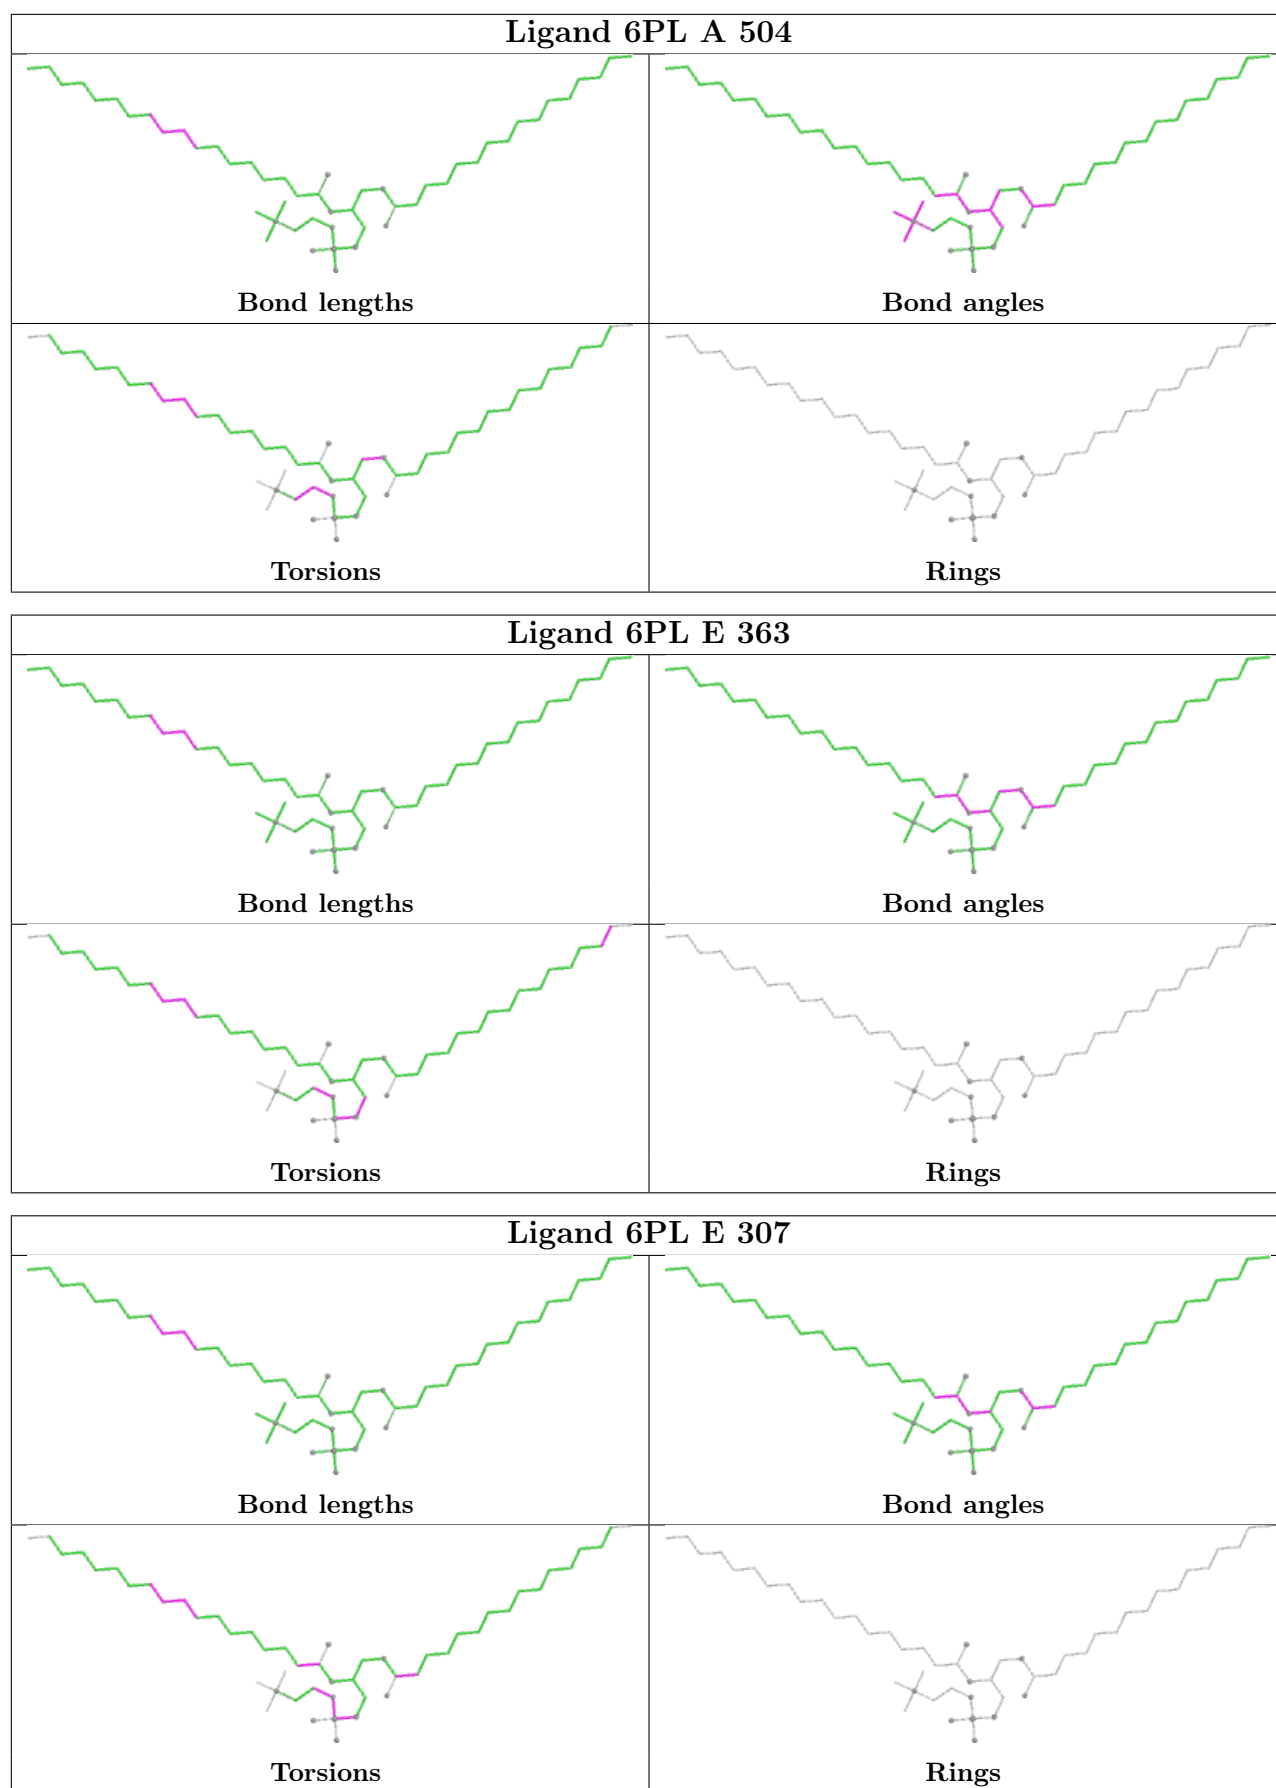 Ligand 6PL A 504
Bond lengths
Bond angles
Torsions
Rings
Ligand 6PL E 363
Bond lengths
Bond angles
Torsions
Rings
Ligand 6PL E 307
Bond lengths
Bond angles
Torsions
Rings